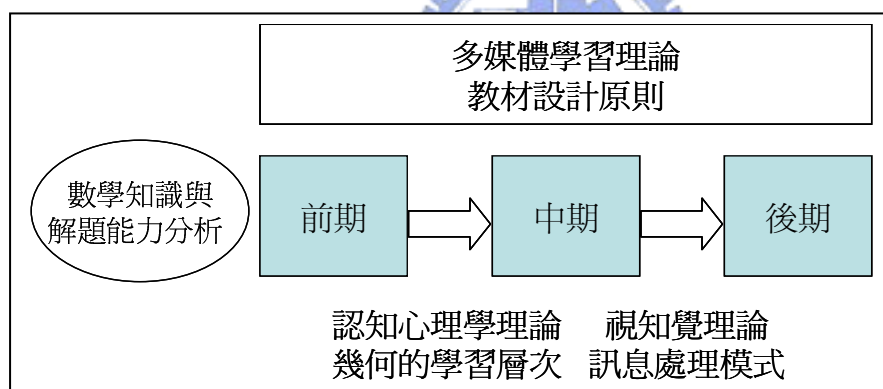 多媒體學習理論
教材設計原則
數學知識與
解題能力分析
前期
中期
後期
認知心理學理論 視知覺理論
幾何的學習層次 訊息處理模式